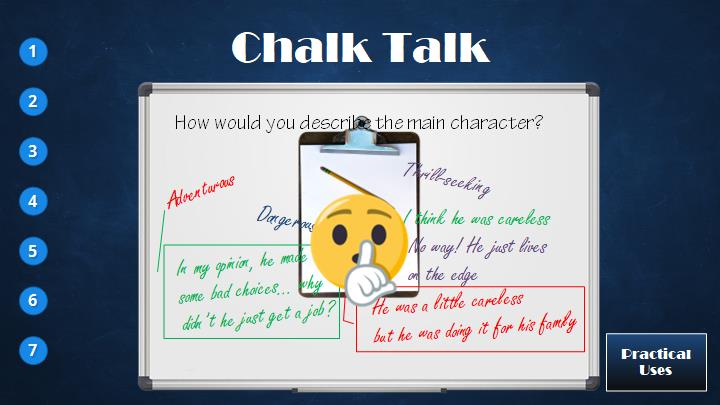 Chalk Talk
1
2
3
4
5
6
7
How would you describe the main character?
Adventurous
Dangerous
Thrill-seeking
I think he was careless
No way! He just lives
on the edge
In my opinion, he made
some bad choices... why
didn't he just get a job?
He was a little careless
but he was doing it for his family
Practical
Uses